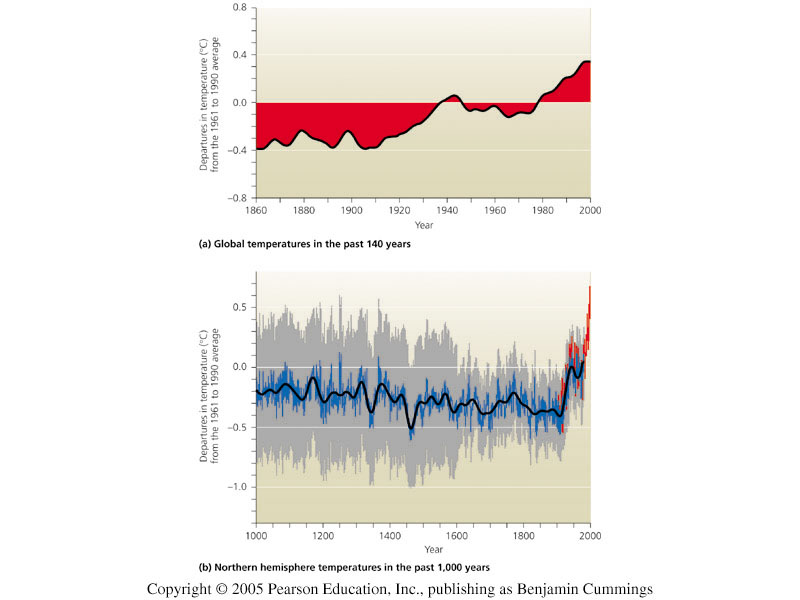 Departures in temperature (°C)
from the 1961 to 1990 average
0.8
0.4
0.0
–0.4
–0.8
1860 1880 1900 1920 1940 1960 1980 2000
Year
(a) Global temperatures in the past 140 years
Departures in temperature (°C)
from the 1961 to 1990 average
0.5
0.0
–0.5
–1.0
1000 1200 1400 1600 1800 2000
Year
(b) Northern hemisphere temperatures in the past 1,000 years
Copyright © 2005 Pearson Education, Inc., publishing as Benjamin Cummings